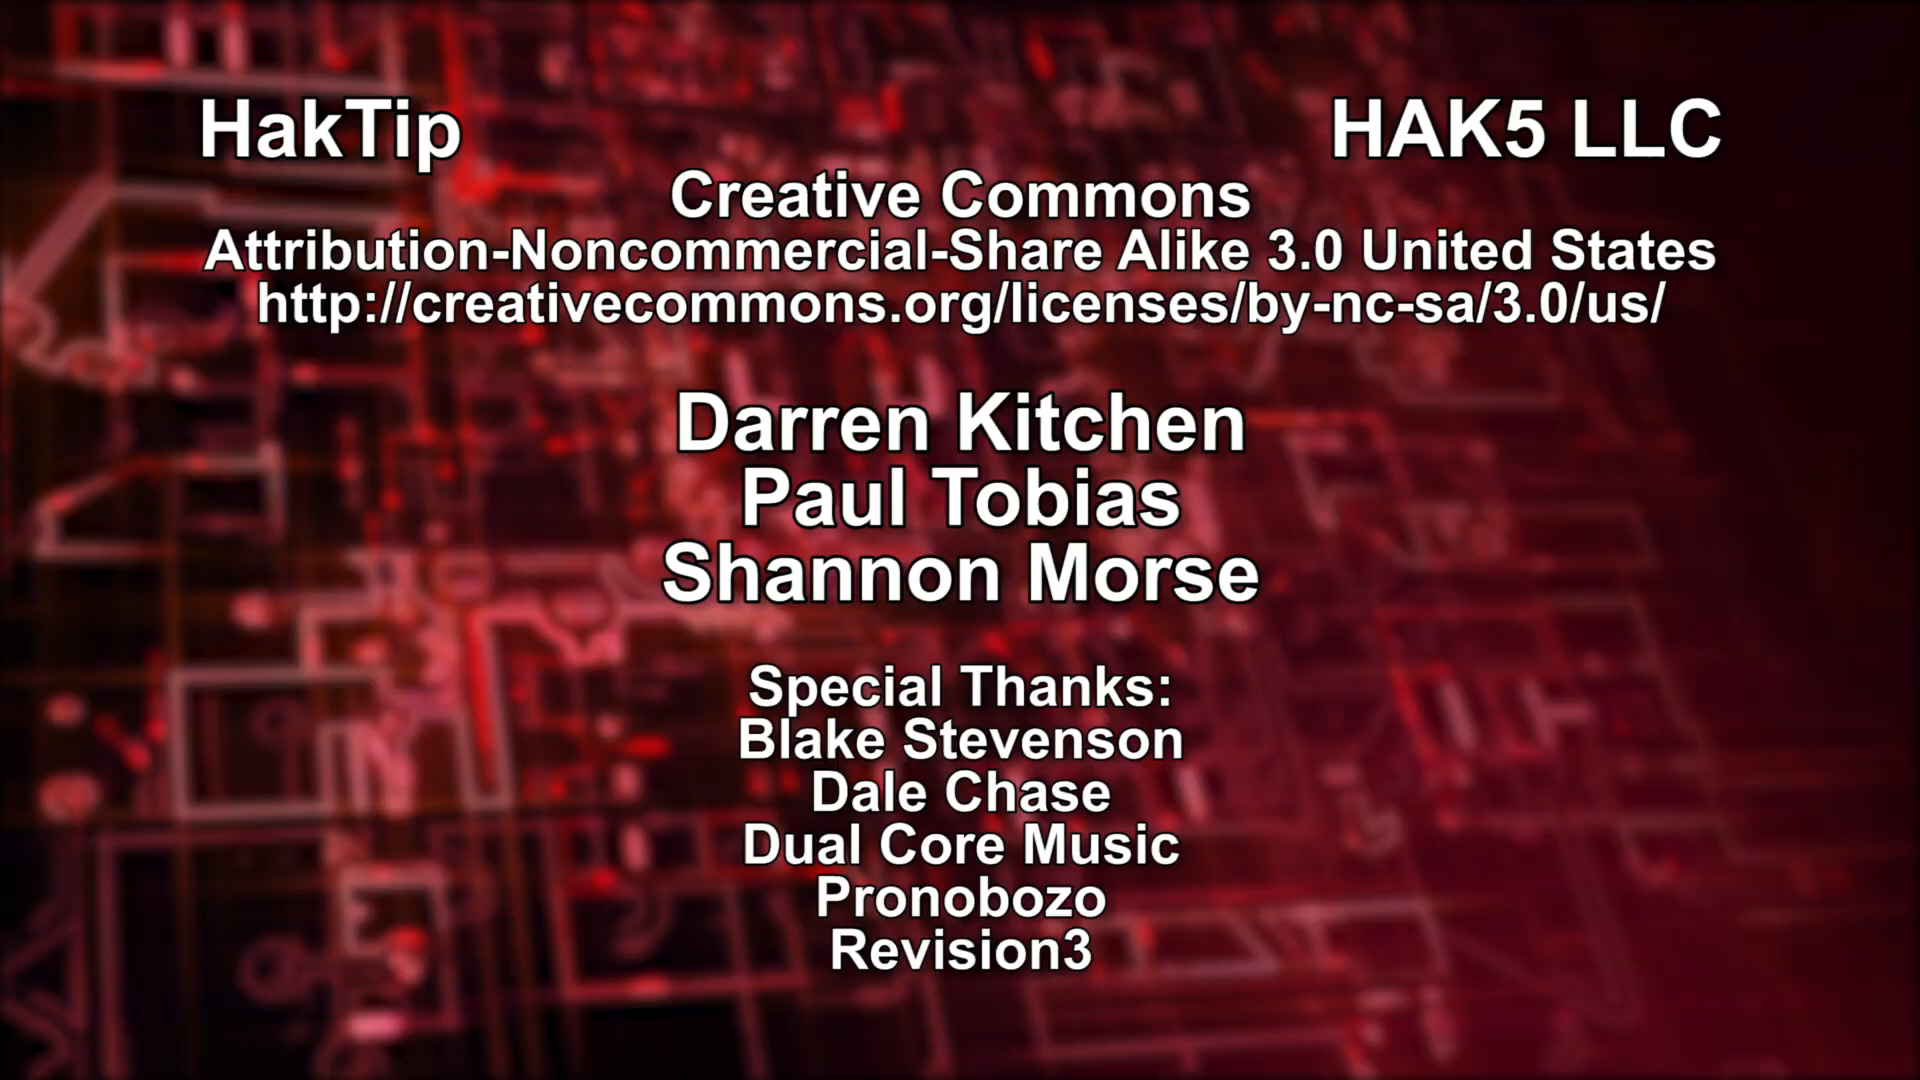 HakTip HAK5 LLC
Creative Commons
Attribution-Noncommercial-Share Alike 3.0 United States
http://creativecommons.org/licenses/by-nc-sa/3.0/us/
Darren Kitchen
Paul Tobias
Shannon Morse
Special Thanks:
Blake Stevenson
Dale Chase
Dual Core Music
Pronobozo
Revision3